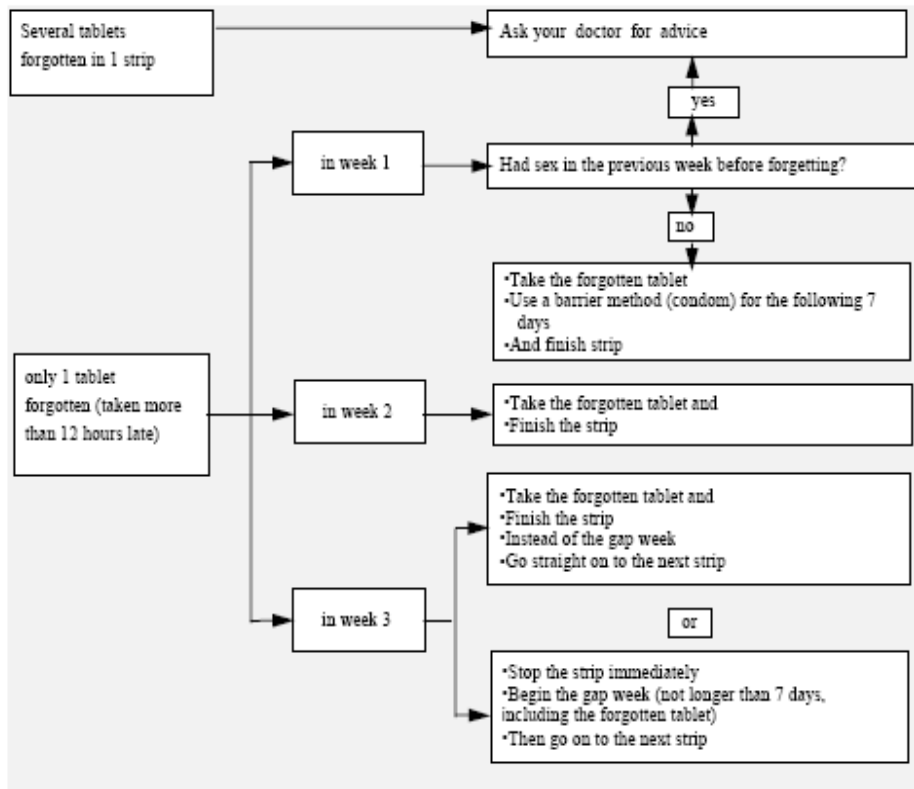 Several tablets
forgotten in 1 strip
Ask your doctor for advice
yes
in week 1
Had sex in the previous week before forgetting?
no
•Take the forgotten tablet
•Use a barrier method (condom) for the following 7
days
•And finish strip
only 1 tablet
forgotten (taken more
than 12 hours late)
in week 2
•Take the forgotten tablet and
•Finish the strip
•Take the forgotten tablet and
•Finish the strip
•Instead of the gap week
•Go straight on to the next strip
in week 3
or
•Stop the strip immediately
•Begin the gap week (not longer than 7 days,
including the forgotten tablet)
•Then go on to the next strip